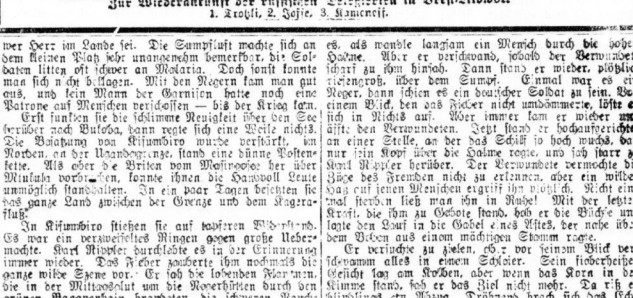 Zur Wiederankunft der russischen Delegierten in Brest-Litowsk
1. Trotzki, 2. Joffe, 3. Kameneff.
wer Herr im Lande sei. Die Sumpfluft machte sich an
dem kleinen Platz sehr unangenehm bemerkbar, die Sol-
daten litten oft schwer an Malaria. Doch sonst konnte
man sich nicht beklagen. Mit den Negern kam man gut
aus, und kein Mann der Garnison hatte noch eine
Patrone auf Menschen verschossen — bis der Krieg kam.
Erst funkten sie die schlimme Neuigkeit über den See
herüber nach Bukoba, dann regte sich eine Weile nichts.
Die Besatzung von Kifumbiro wurde verstärkt, im
Norden, an der Ugandagrenze, stand eine dünne Posten-
kette. Als aber die Briten vom über
vorbrachen, konnte ihnen die Handvoll Leute
unmöglich standhalten. In ein paar Tagen besetzten sie
das ganze Land zwischen der Grenze und dem Kagera-
fluß.
In Kifumbiro stießen sie auf tapferen Widerstand.
Es war ein verzweifeltes Ringen gegen große Ueber-
macht. Karl Rippler durchlebte es in der Erinnerung
immer wieder. Das Fieber zauberte ihm nochmals die
ganze wilde Szene vor. Er sah die lohenden Flammen,
die in der Mittagsglut um die Negerhütten durch den
die schweren
es, als wandle langsam ein Mensch durch die hohen
Halme. Aber er verschwand, sobald der Verwundete
scharf zu ihm hinsah. Dann stand er wieder, plötzlich
riesengroß, über dem Sumpf. Einmal war es ein
Neger, dann schien es ein deutscher Soldat zu sein. Bei
einem Blick, den das Fieber nicht umdämmerte, löste er
sich in Nichts auf. Aber immer kam er wieder und
äffte den Verwundeten. Jetzt stand er hochaufgerichtet
an einer Stelle, an der das Schilf so hoch wuchs, daß
nur sein Kopf über die Halme ragte, und sah starr zu
Karl Rippler herüber. Der Verwundete vermochte die
Züge des Fremden nicht zu erkennen, aber ein wilder
Haß auf jenen Menschen ergriff ihn plötzlich. Nicht ein-
mal sterben ließ man ihn in Ruhe! Mit der letzten
Kraft, die ihm zu Gebote stand, hob er die Büchse und
legte den Lauf in die Gabel eines Astes, der nahe über
dem Boden aus einem mächtigen Stamm ragte.
Er versuchte zu zielen, aber vor seinem Blick ver-
schwamm alles in einem Schleier. Sein fieberheißes
Gesicht lag am Kolben, aber wenn das Korn in der
Kimme stand, sah er das Ziel nicht mehr. Da riß er